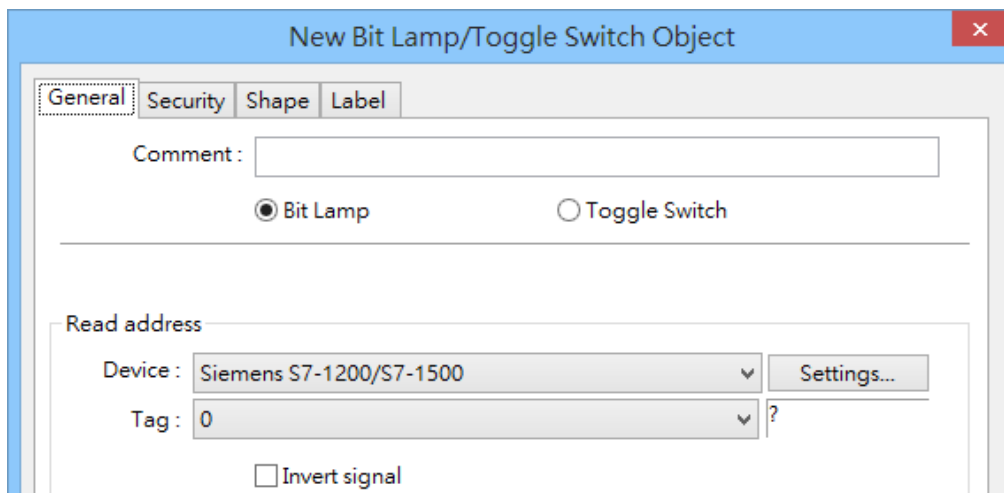 New Bit Lamp/Toggle Switch Object
General Security Shape Label
Comment :
Bit Lamp Toggle Switch
Read address
Device : Siemens S7-1200/S7-1500 Settings...
Tag : 0 ?
Invert signal